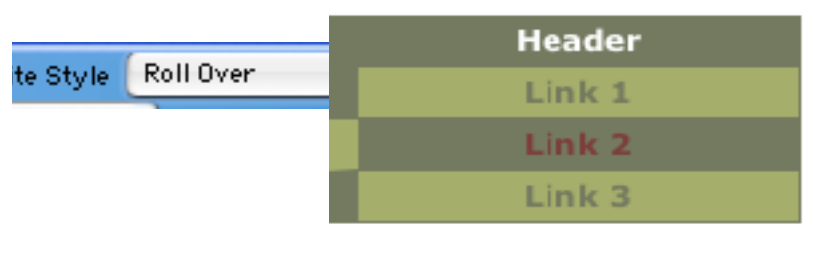 te Style Roll Over
Header
Link 1
Link 2
Link 3